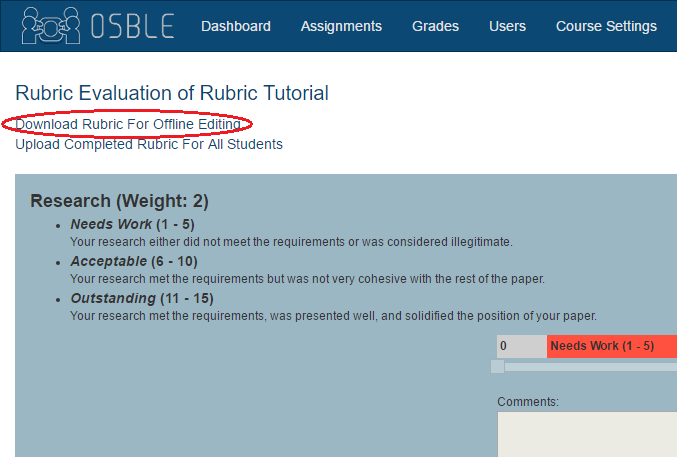 OSBLE Dashboard Assignments Grades Users Course Settings
Rubric Evaluation of Rubric Tutorial
Download Rubric For Offline Editing
Upload Completed Rubric For All Students
Research (Weight: 2)
Needs Work (1 - 5)
Your research either did not meet the requirements or was considered illegitimate.
Acceptable (6 - 10)
Your research met the requirements but was not very cohesive with the rest of the paper.
Outstanding (11 - 15)
Your research met the requirements, was presented well, and solidified the position of your paper.
0 Needs Work (1 - 5)
Comments: